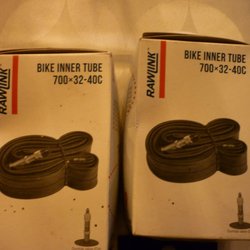 RAWLINK
BIKE INNER TUBE
700×32-40C
RAWLINK
BIKE INNER TUBE
700×32-40C